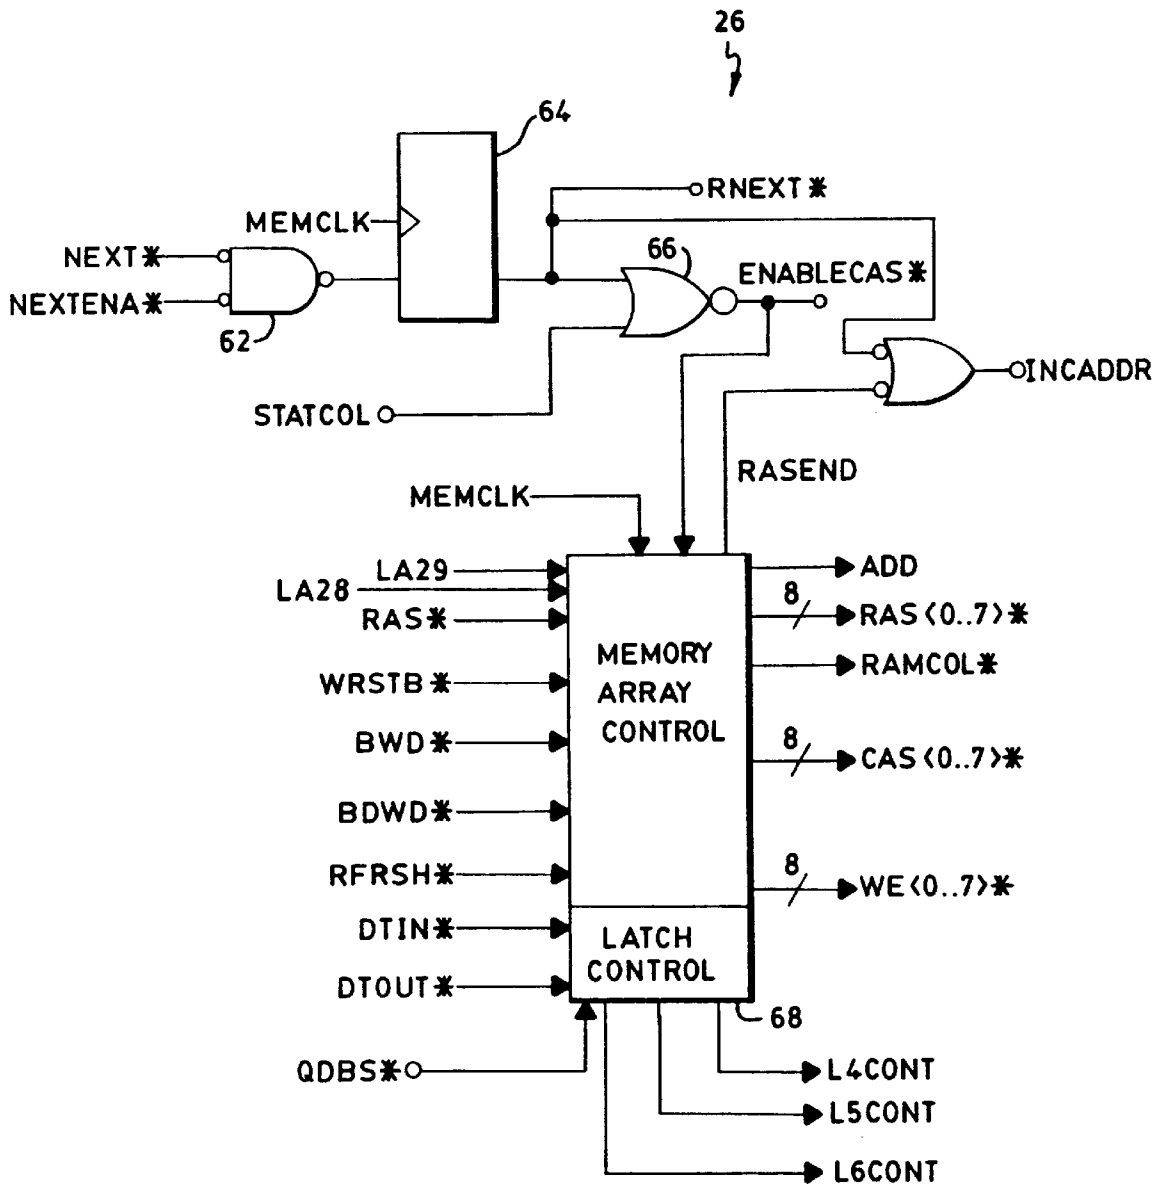 26
64
RNEXT*
MEMCLK
NEXT*
NEXTENA*
62
66
ENABLECAS*
INCADDR
STATCOL
RASEND
MEMCLK
LA29
LA28
RAS*
WRSTB*
BWD*
BDWD*
RFRSH*
DTIN*
DTOUT*
QDBS*
MEMORY
ARRAY
CONTROL
LATCH
CONTROL
68
ADD
8
RAS<0..7>*
RAMCOL*
8
CAS<0..7>*
8
WE<0..7>*
L4CONT
L5CONT
L6CONT